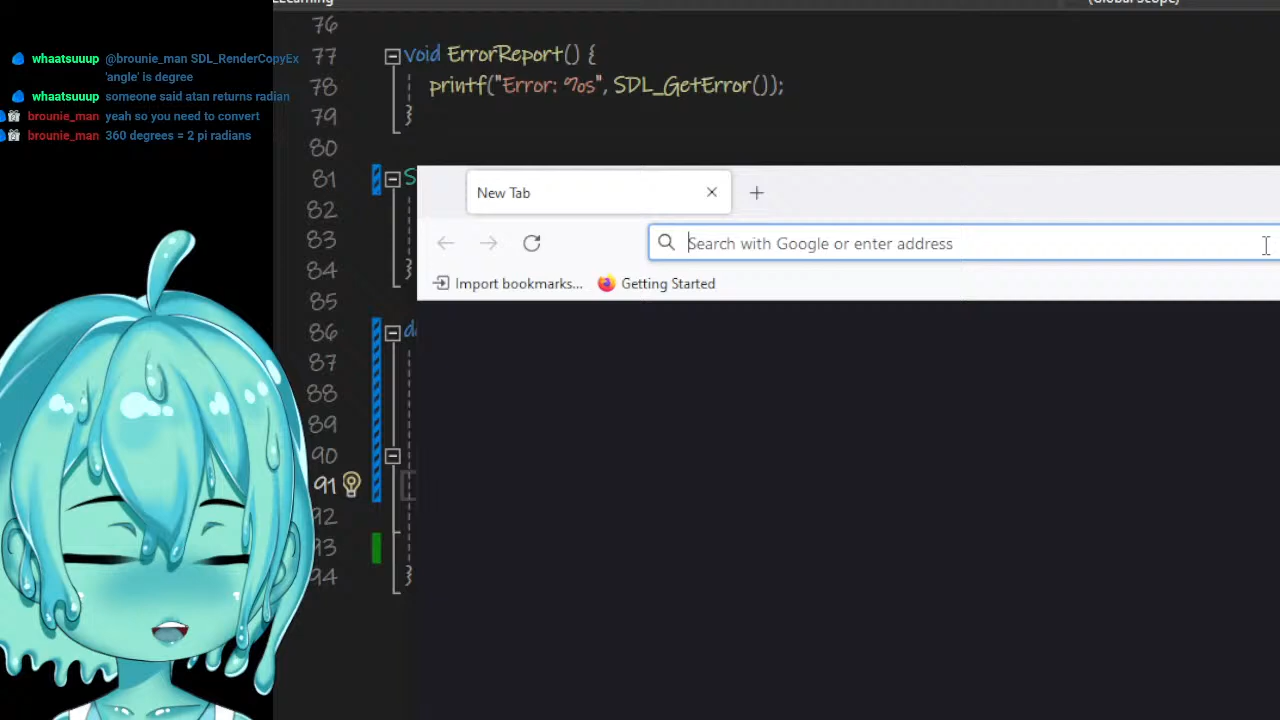 (Global Scope)
whaatsuuup @brounie_man SDL_RenderCopyEx
'angle' is degree
whaatsuuup someone said atan returns radian
brounie_man yeah so you need to convert
brounie_man 360 degrees = 2 pi radians
76
77 void ErrorReport() {
78 printf("Error: %s", SDL_GetError());
79 }
80
81 S
82
83
84 }
85
86 d
87
88
89
90
91
92
93
94 }
New Tab
Search with Google or enter address
Import bookmarks...
Getting Started